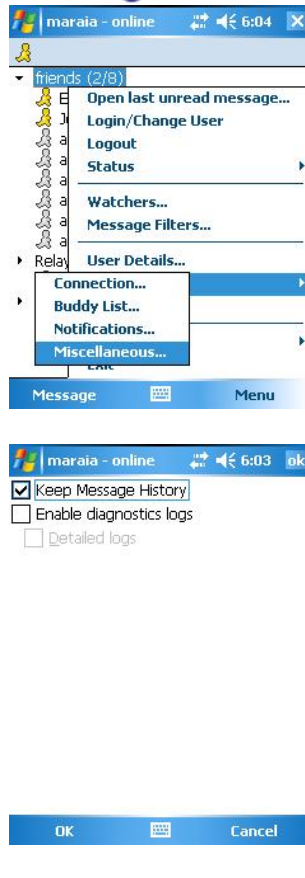 maraia - online 6:04
friends (2/8)
Open last unread message...
Login/Change User
Logout
Status
Watchers...
Message Filters...
User Details...
Connection...
Buddy List...
Notifications...
Miscellaneous...
Message Menu
maraia - online 6:03 ok
Keep Message History
Enable diagnostics logs
Detailed logs
OK Cancel